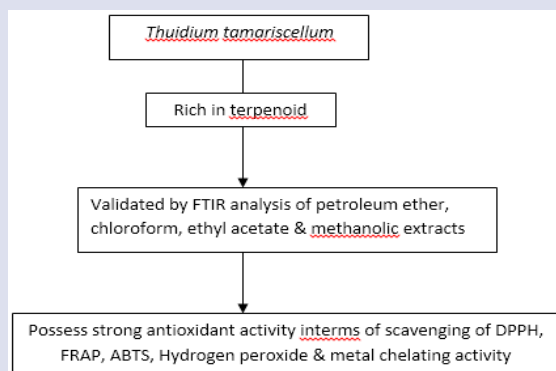 Thuidium tamariscellum
Rich in terpenoid
Validated by FTIR analysis of petroleum ether,
chloroform, ethyl acetate & methanolic extracts
Possess strong antioxidant activity interms of scavenging of DPPH,
FRAP, ABTS, Hydrogen peroxide & metal chelating activity